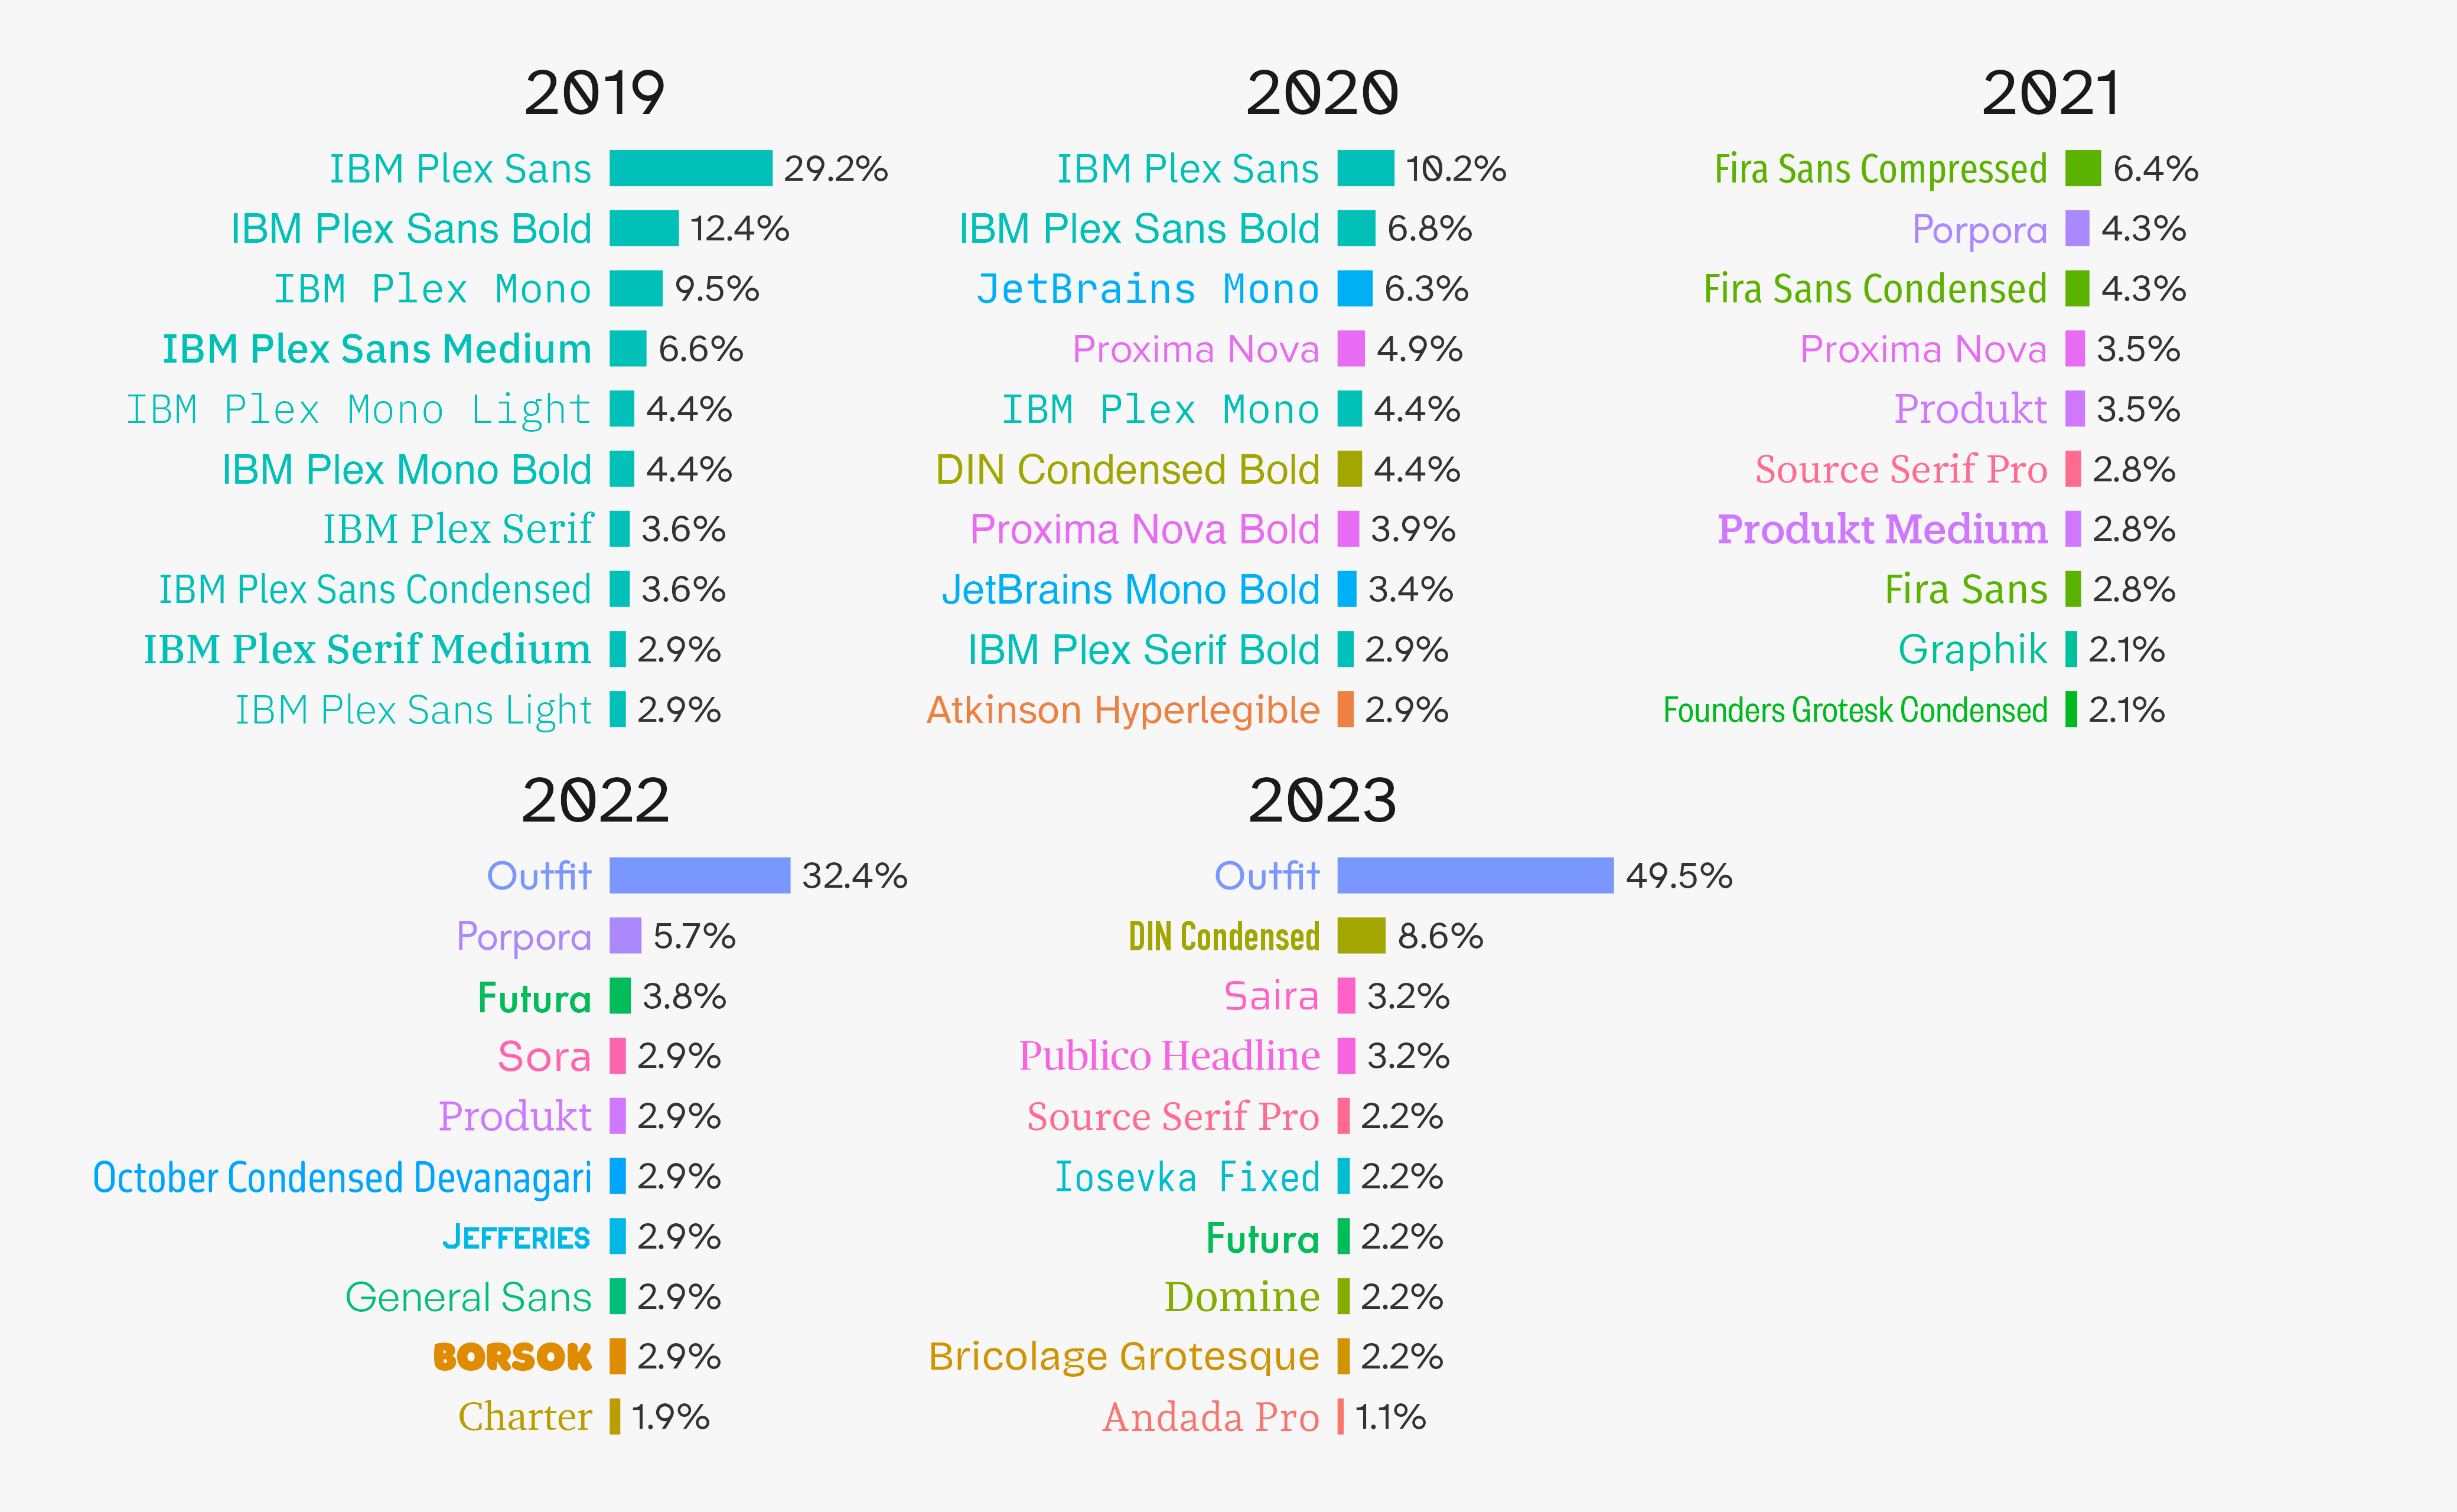 2019
IBM Plex Sans 29.2%
IBM Plex Sans Bold 12.4%
IBM Plex Mono 9.5%
IBM Plex Sans Medium 6.6%
IBM Plex Mono Light 4.4%
IBM Plex Mono Bold 4.4%
IBM Plex Serif 3.6%
IBM Plex Sans Condensed 3.6%
IBM Plex Serif Medium 2.9%
IBM Plex Sans Light 2.9%
2020
IBM Plex Sans 10.2%
IBM Plex Sans Bold 6.8%
JetBrains Mono 6.3%
Proxima Nova 4.9%
IBM Plex Mono 4.4%
DIN Condensed Bold 4.4%
Proxima Nova Bold 3.9%
JetBrains Mono Bold 3.4%
IBM Plex Serif Bold 2.9%
Atkinson Hyperlegible 2.9%
2021
Fira Sans Compressed 6.4%
Porpora 4.3%
Fira Sans Condensed 4.3%
Proxima Nova 3.5%
Produkt 3.5%
Source Serif Pro 2.8%
Produkt Medium 2.8%
Fira Sans 2.8%
Graphik 2.1%
Founders Grotesk Condensed 2.1%
2022
Outfit 32.4%
Porpora 5.7%
Futura 3.8%
Sora 2.9%
Produkt 2.9%
October Condensed Devanagari 2.9%
JEFFERIES 2.9%
General Sans 2.9%
BORSOK 2.9%
Charter 1.9%
2023
Outfit 49.5%
DIN Condensed 8.6%
Saira 3.2%
Publico Headline 3.2%
Source Serif Pro 2.2%
Iosevka Fixed 2.2%
Futura 2.2%
Domine 2.2%
Bricolage Grotesque 2.2%
Andada Pro 1.1%